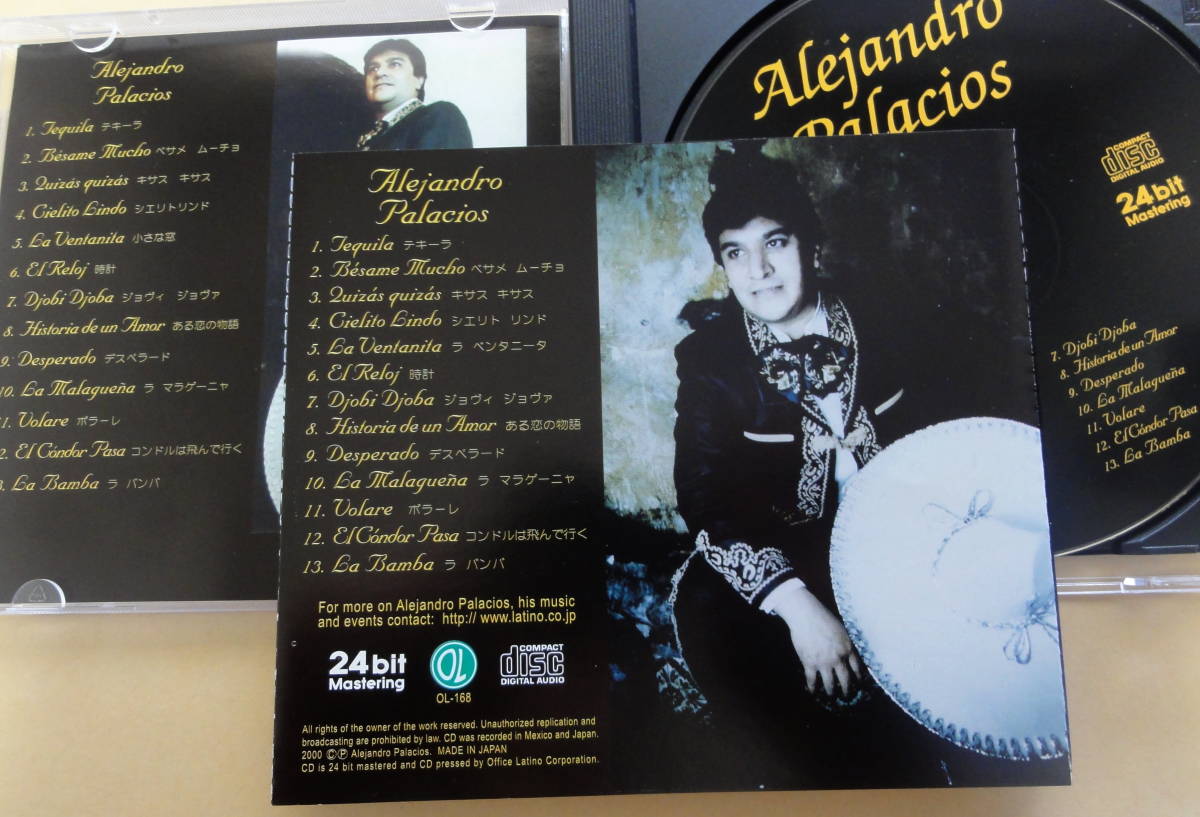 Alejandro
Palacios
1. Tequila テキーラ
2. Bésame Mucho ベサメ ムーチョ
3. Quizás quizás キサス キサス
4. Cielito Lindo シエリトリンド
5. La Ventanita 小さな窓
6. El Reloj 時計
7. Djobi Djoba ジョヴィ ジョヴァ
8. Historia de un Amor ある恋の物語
9. Desperado デスペラード
10. La Malagueña ラ マラゲーニャ
11. Volare ボラーレ
2. El Cóndor Pasa コンドルは飛んで行く
3. La Bamba ラ バンバ
Alejandro
Palacios
1. Tequila テキーラ
2. Bésame Mucho ベサメ ムーチョ
3. Quizás quizás キサス キサス
4. Cielito Lindo シエリト リンド
5. La Ventanita ラ ベンタニータ
6. El Reloj 時計
7. Djobi Djoba ジョヴィ ジョヴァ
8. Historia de un Amor ある恋の物語
9. Desperado デスペラード
10. La Malagueña ラ マラゲーニャ
11. Volare ボラーレ
12. El Cóndor Pasa コンドルは飛んで行く
13. La Bamba ラ バンバ
For more on Alejandro Palacios, his music
and events contact: http:// www.latino.co.jp
24bit
Mastering
OL
OL-168
COMPACT
disc
DIGITAL AUDIO
All rights of the owner of the work reserved. Unauthorized replication and
broadcasting are prohibited by law. CD was recorded in Mexico and Japan.
2000 ©℗ Alejandro Palacios. MADE IN JAPAN
CD is 24 bit mastered and CD pressed by Office Latino Corporation.
Alejandro
Palacios
COMPACT
disc
DIGITAL AUDIO
24bit
Mastering
7. Djobi Djoba
8. Historia de un Amor
9. Desperado
10. La Malagueña
11. Volare
12. El Cóndor Pasa
13. La Bamba